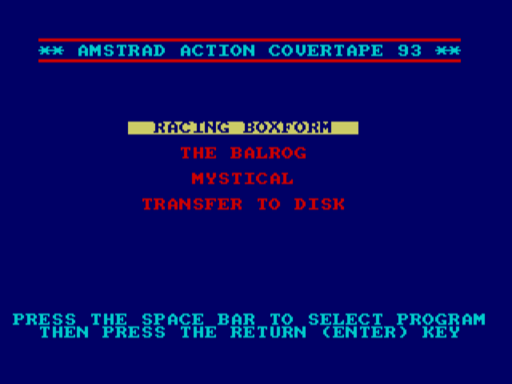 ** AMSTRAD ACTION COVERTAPE 93 **
RACING BOXFORM
THE BALROG
MYSTICAL
TRANSFER TO DISK
PRESS THE SPACE BAR TO SELECT PROGRAM
THEN PRESS THE RETURN (ENTER) KEY